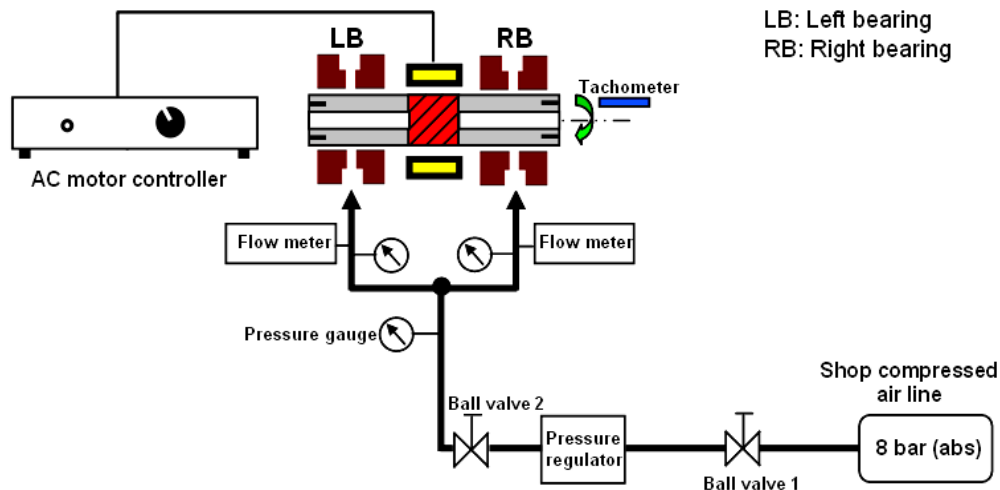 LB: Left bearing
RB: Right bearing
LB
RB
Tachometer
AC motor controller
Flow meter
Flow meter
Pressure gauge
Shop compressed
air line
Ball valve 2
Pressure
regulator
8 bar (abs)
Ball valve 1